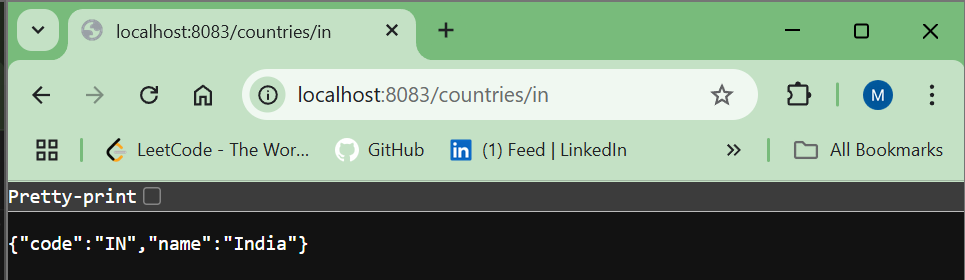 localhost:8083/countries/in
localhost:8083/countries/in
M
LeetCode - The Wor...
GitHub
(1) Feed | LinkedIn
All Bookmarks
Pretty-print
{"code":"IN","name":"India"}